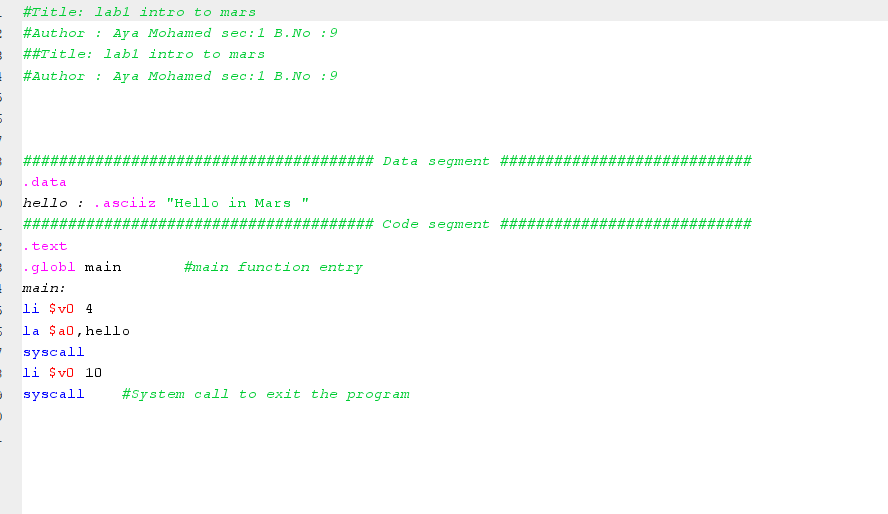 #Title: lab1 intro to mars
#Author : Aya Mohamed sec:1 B.No :9
##Title: lab1 intro to mars
#Author : Aya Mohamed sec:1 B.No :9
####################################### Data segment ############################
.data
hello : .asciiz "Hello in Mars "
####################################### Code segment ############################
.text
.globl main #main function entry
main:
li $v0 4
la $a0,hello
syscall
li $v0 10
syscall #System call to exit the program